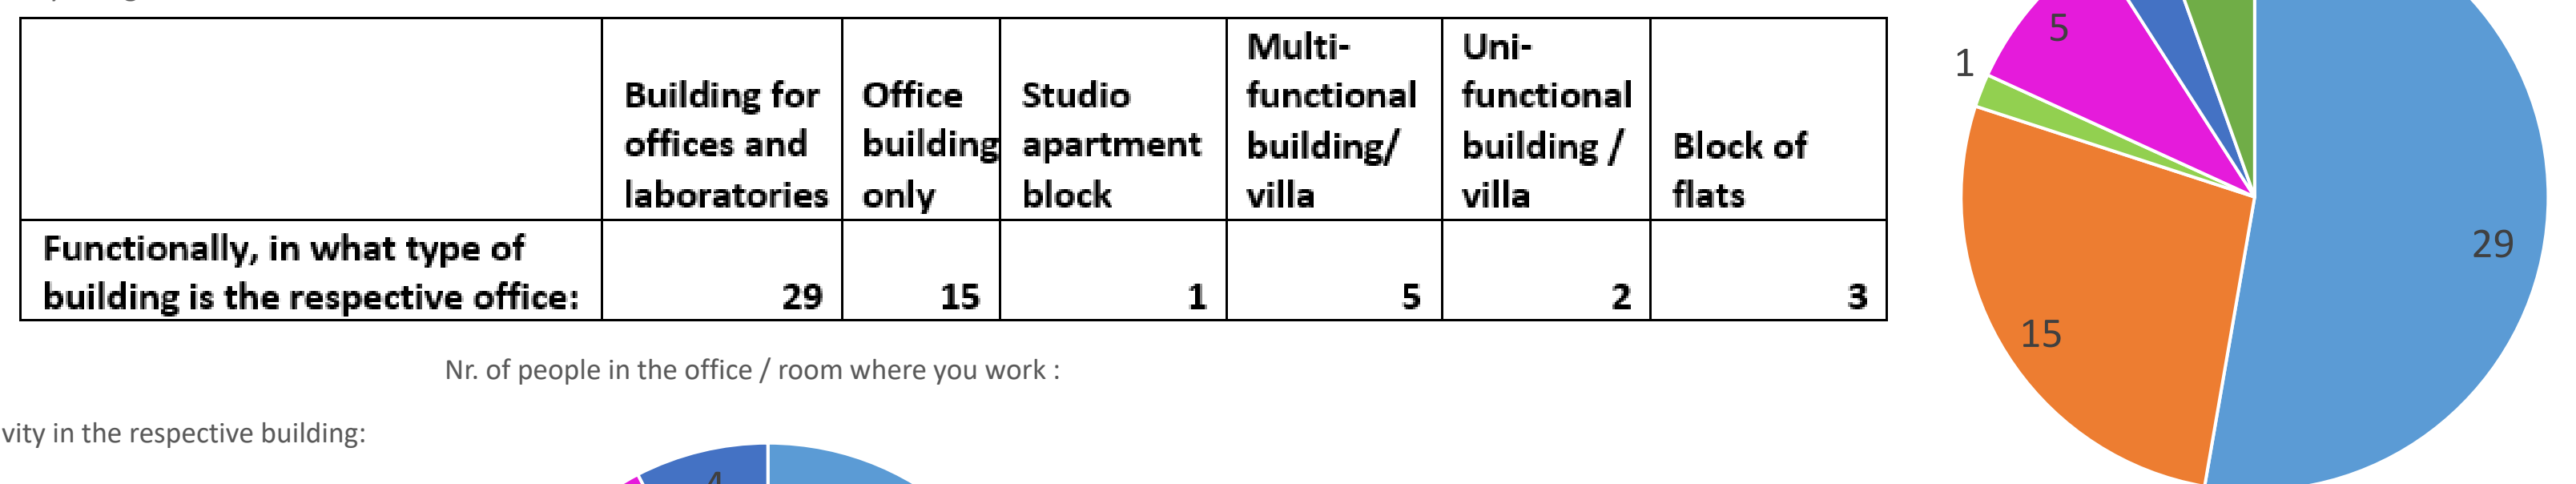 Building for
offices and
laboratories
Office
building
only
Studio
apartment
block
Multi-
functional
building/
villa
Uni-
functional
building /
villa
Block of
flats
Functionally, in what type of
building is the respective office:
29
15
1
5
2
3
5
1
29
15
Nr. of people in the office / room where you work :
vity in the respective building:
4